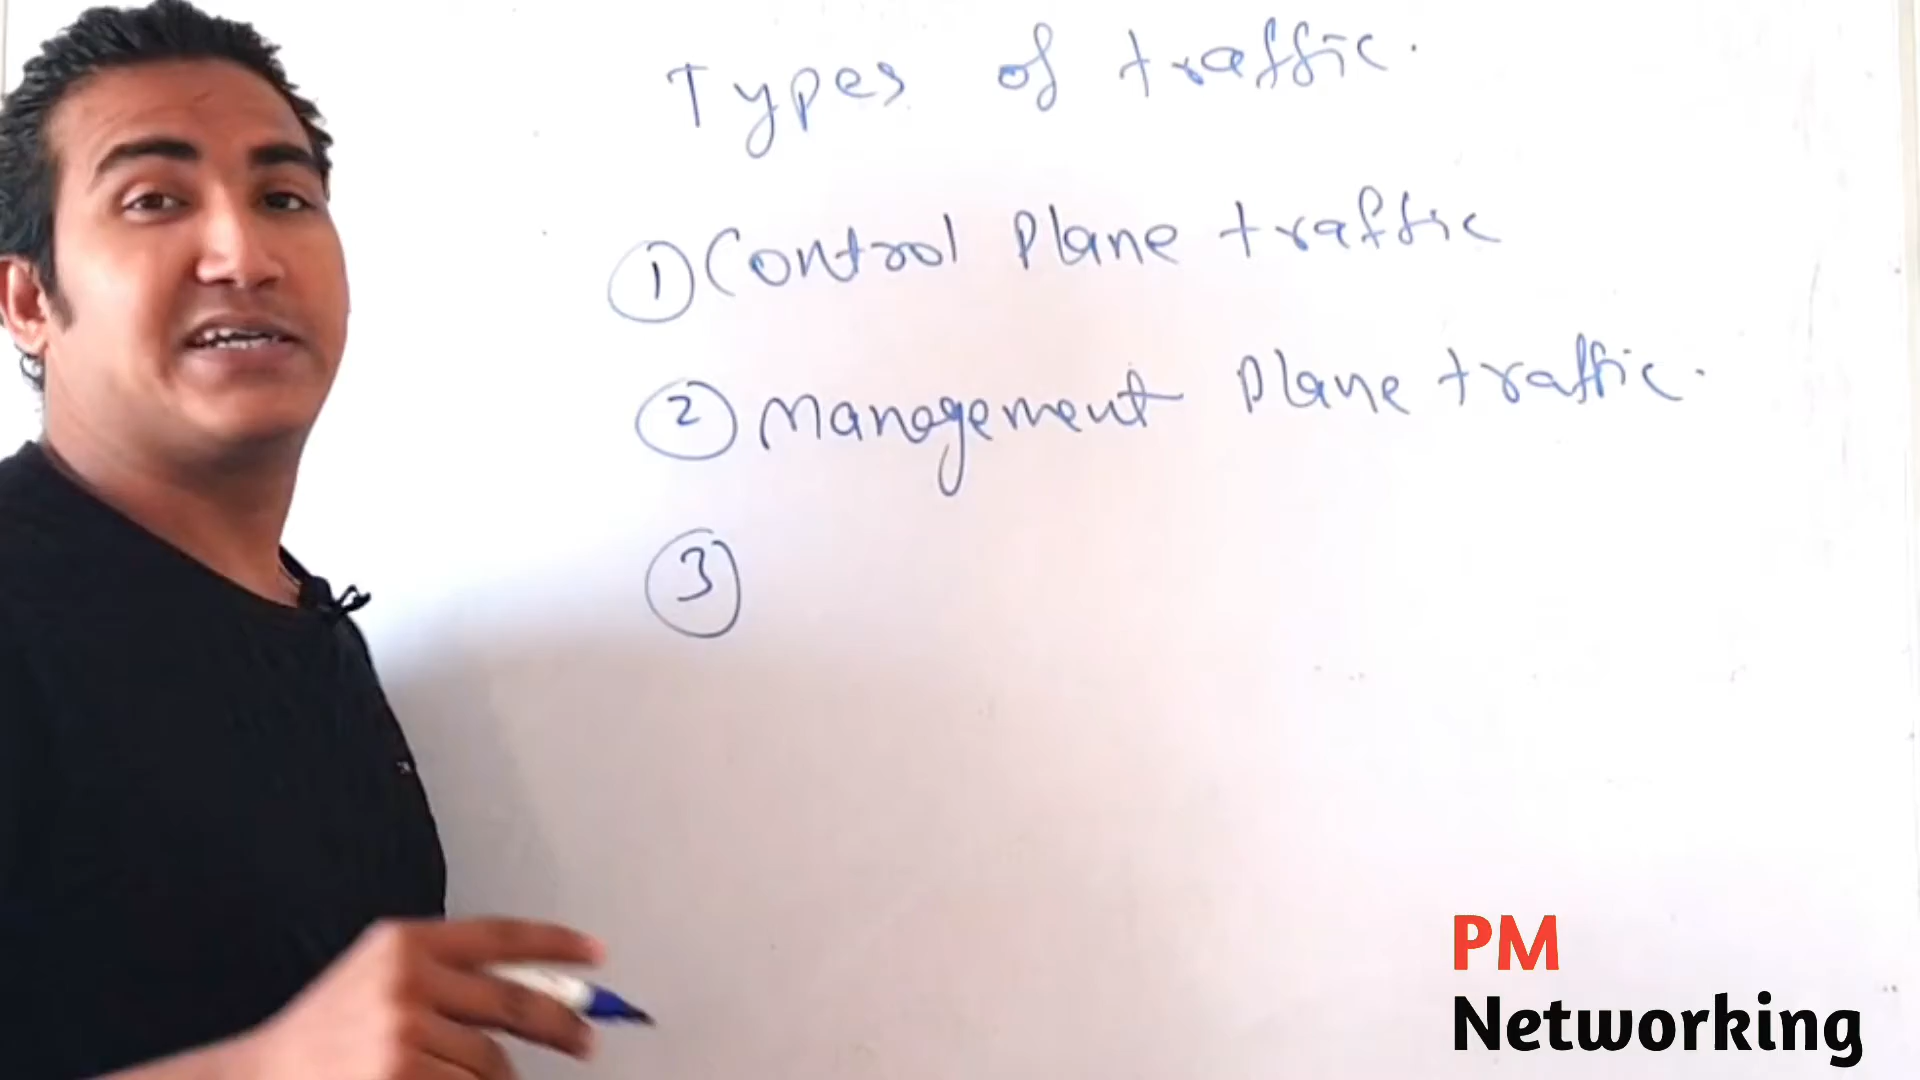 Types of traffic.
① Control Plane traffic
② Management Plane traffic.
③
PM
Networking